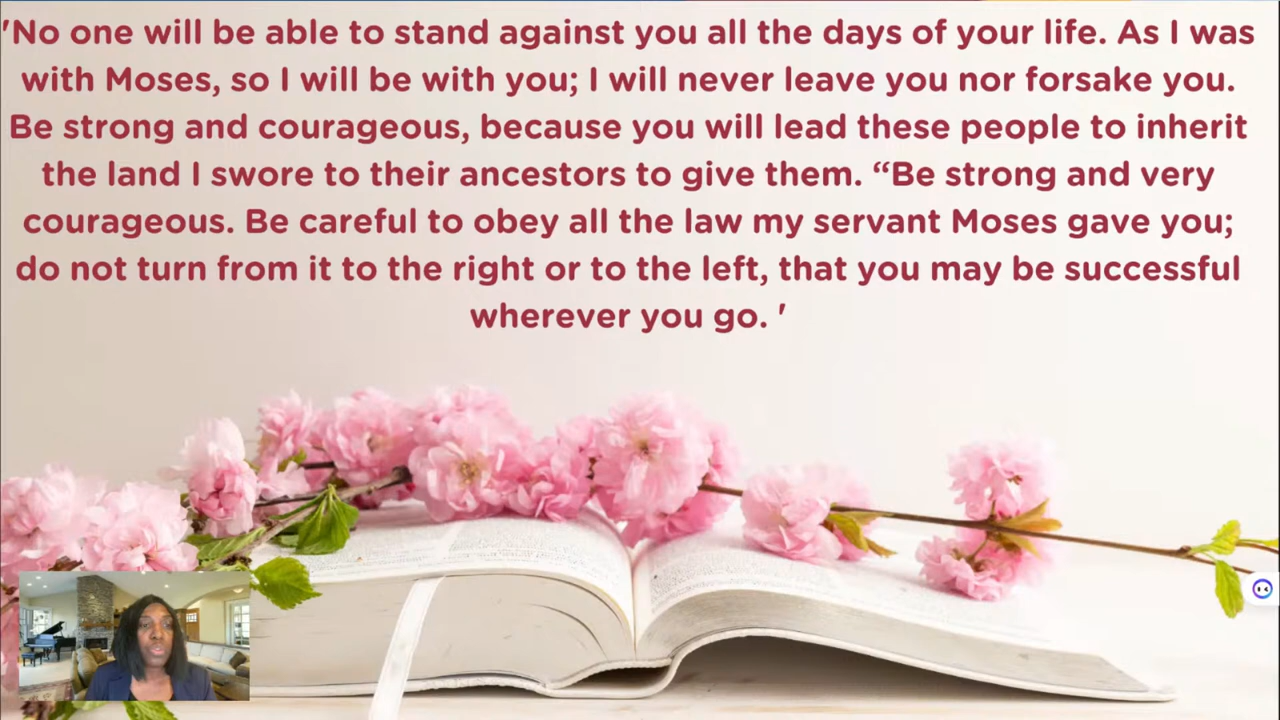 'No one will be able to stand against you all the days of your life. As I was
with Moses, so I will be with you; I will never leave you nor forsake you.
Be strong and courageous, because you will lead these people to inherit
the land I swore to their ancestors to give them. “Be strong and very
courageous. Be careful to obey all the law my servant Moses gave you;
do not turn from it to the right or to the left, that you may be successful
wherever you go. '